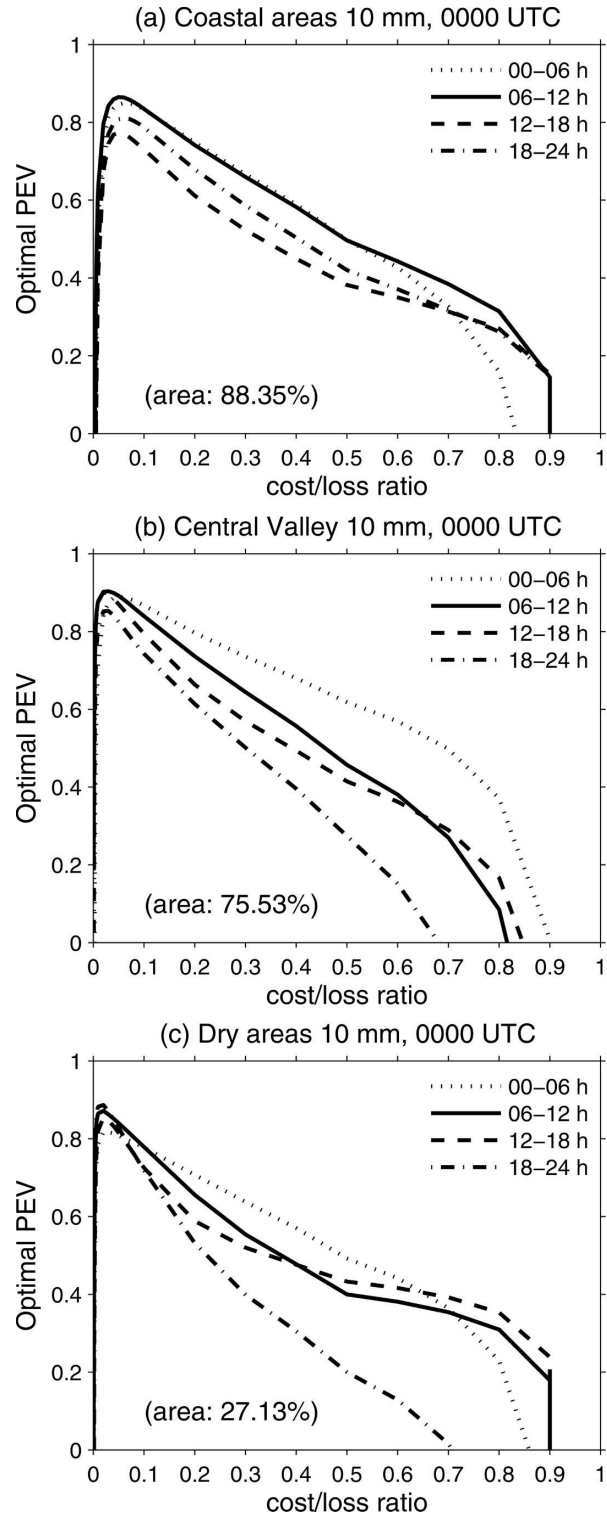 (a) Coastal areas 10 mm, 0000 UTC
1
0.8
0.6
0.4
0.2
0
Optimal PEV
00−06 h
06−12 h
12−18 h
18−24 h
(area: 88.35%)
0 0.1 0.2 0.3 0.4 0.5 0.6 0.7 0.8 0.9 1
cost/loss ratio
(b) Central Valley 10 mm, 0000 UTC
1
0.8
0.6
0.4
0.2
0
Optimal PEV
00−06 h
06−12 h
12−18 h
18−24 h
(area: 75.53%)
0 0.1 0.2 0.3 0.4 0.5 0.6 0.7 0.8 0.9 1
cost/loss ratio
(c) Dry areas 10 mm, 0000 UTC
1
0.8
0.6
0.4
0.2
0
Optimal PEV
00−06 h
06−12 h
12−18 h
18−24 h
(area: 27.13%)
0 0.1 0.2 0.3 0.4 0.5 0.6 0.7 0.8 0.9 1
cost/loss ratio